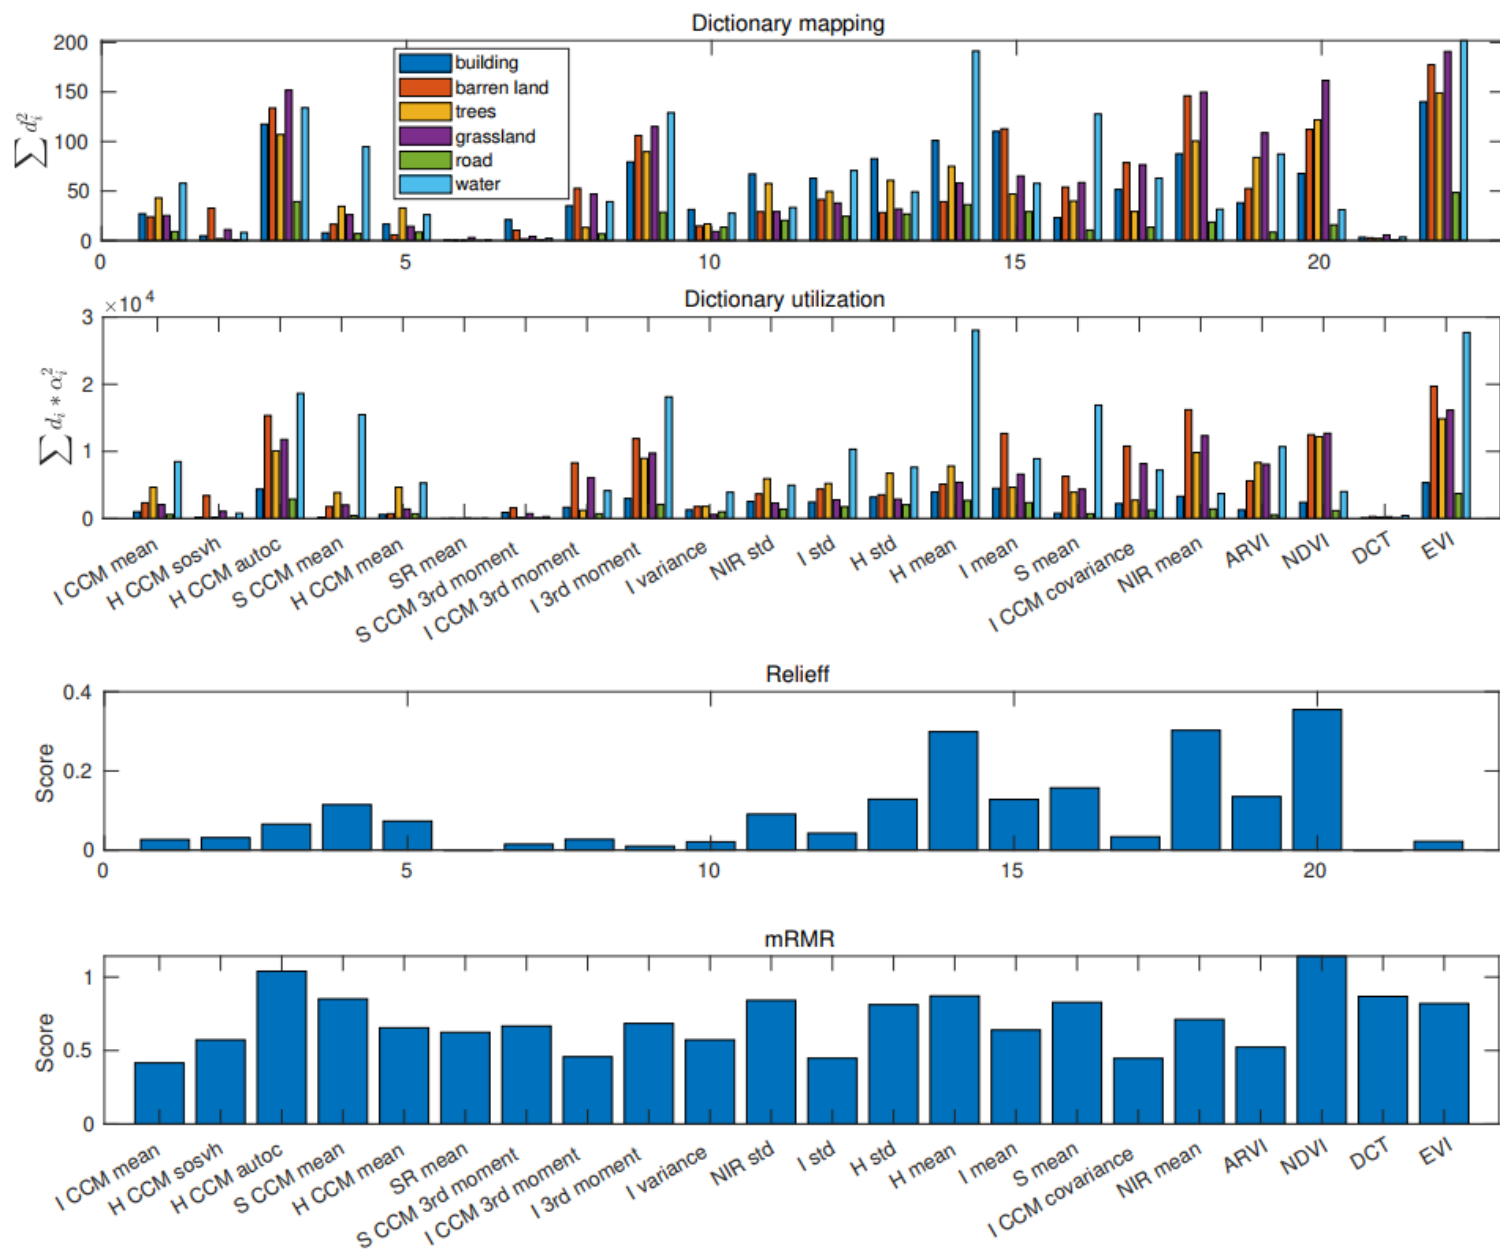 Dictionary mapping
∑ d_i^2
200
150
100
50
0
building
barren land
trees
grassland
road
water
0 5 10 15 20
Dictionary utilization
×10^4
∑ d_i * α_i^2
3
2
1
0
I CCM mean
H CCM sosvh
H CCM autoc
S CCM mean
H CCM mean
SR mean
S CCM 3rd moment
I CCM 3rd moment
I 3rd moment
I variance
NIR std
I std
H std
H mean
I mean
S mean
I CCM covariance
NIR mean
ARVI
NDVI
DCT
EVI
Relieff
Score
0.4
0.2
0
0 5 10 15 20
mRMR
Score
1
0.5
0
I CCM mean
H CCM sosvh
H CCM autoc
S CCM mean
H CCM mean
SR mean
S CCM 3rd moment
I CCM 3rd moment
I 3rd moment
I variance
NIR std
I std
H std
H mean
I mean
S mean
I CCM covariance
NIR mean
ARVI
NDVI
DCT
EVI